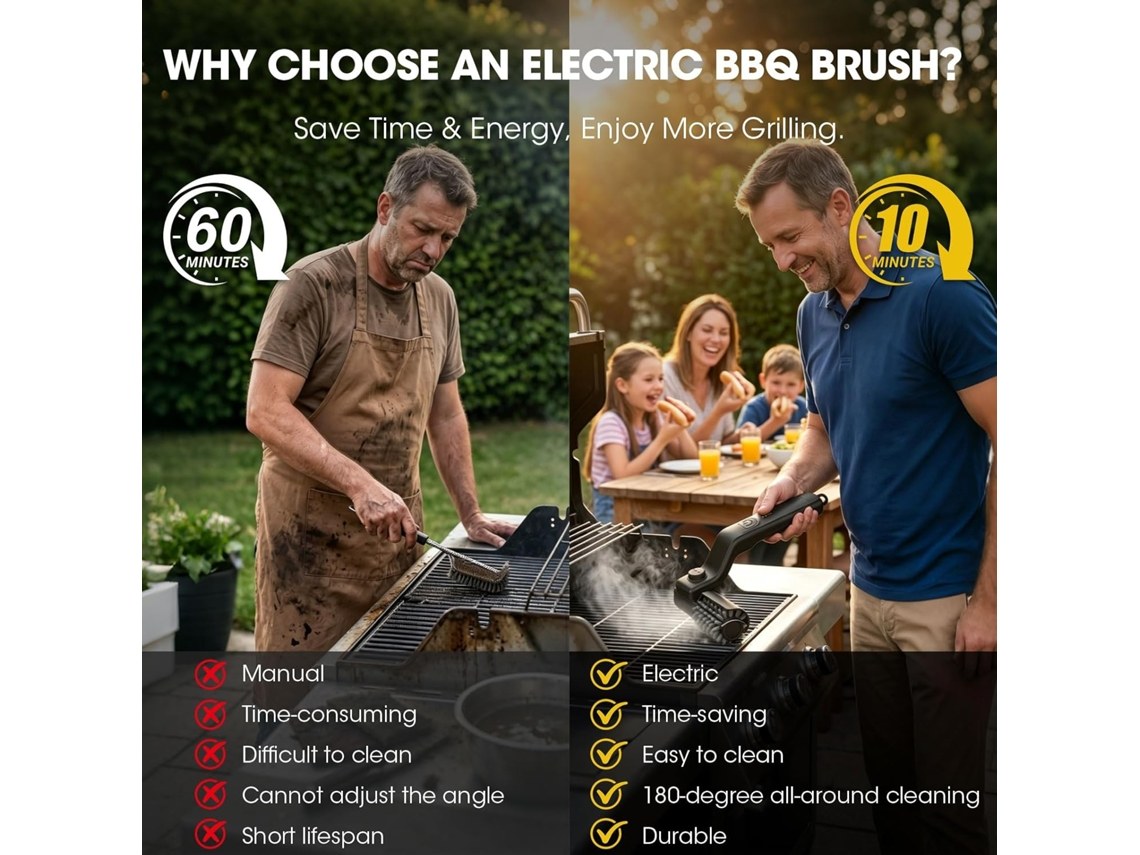 WHY CHOOSE AN ELECTRIC BBQ BRUSH?
Save Time & Energy, Enjoy More Grilling.
60
MINUTES
10
MINUTES
Manual
Time-consuming
Difficult to clean
Cannot adjust the angle
Short lifespan
Electric
Time-saving
Easy to clean
180-degree all-around cleaning
Durable